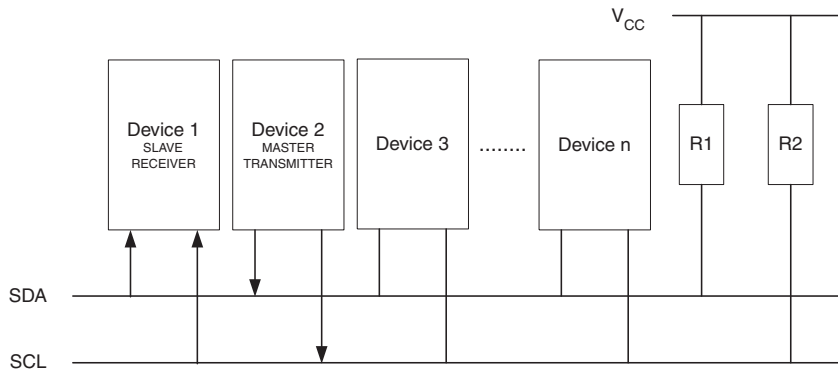 V_CC
Device 1
SLAVE
RECEIVER
Device 2
MASTER
TRANSMITTER
Device 3
........
Device n
R1
R2
SDA
SCL